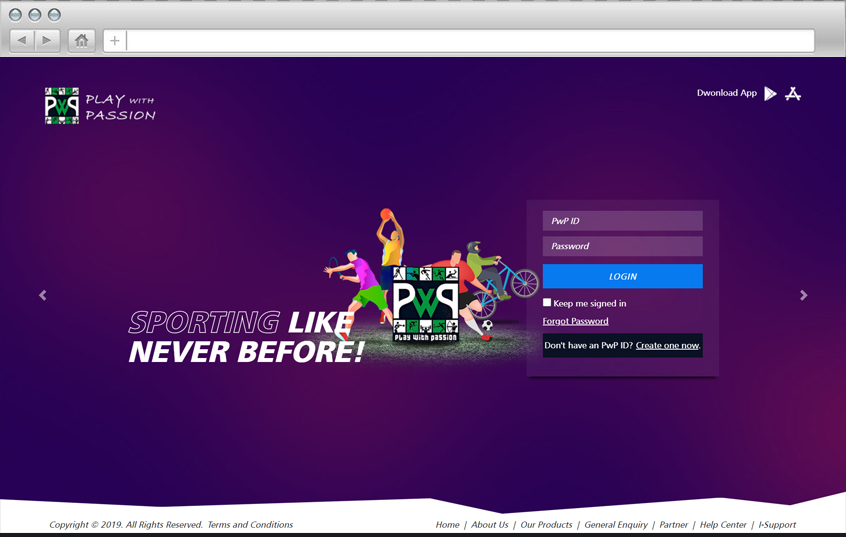 PLAY WITH
PASSION
Dwonload App
PwP ID
Password
LOGIN
Keep me signed in
Forgot Password
Don't have an PwP ID? Create one now.
PWP
play with passion
SPORTING LIKE
NEVER BEFORE!
Copyright © 2019. All Rights Reserved. Terms and Conditions
Home | About Us | Our Products | General Enquiry | Partner | Help Center | I-Support